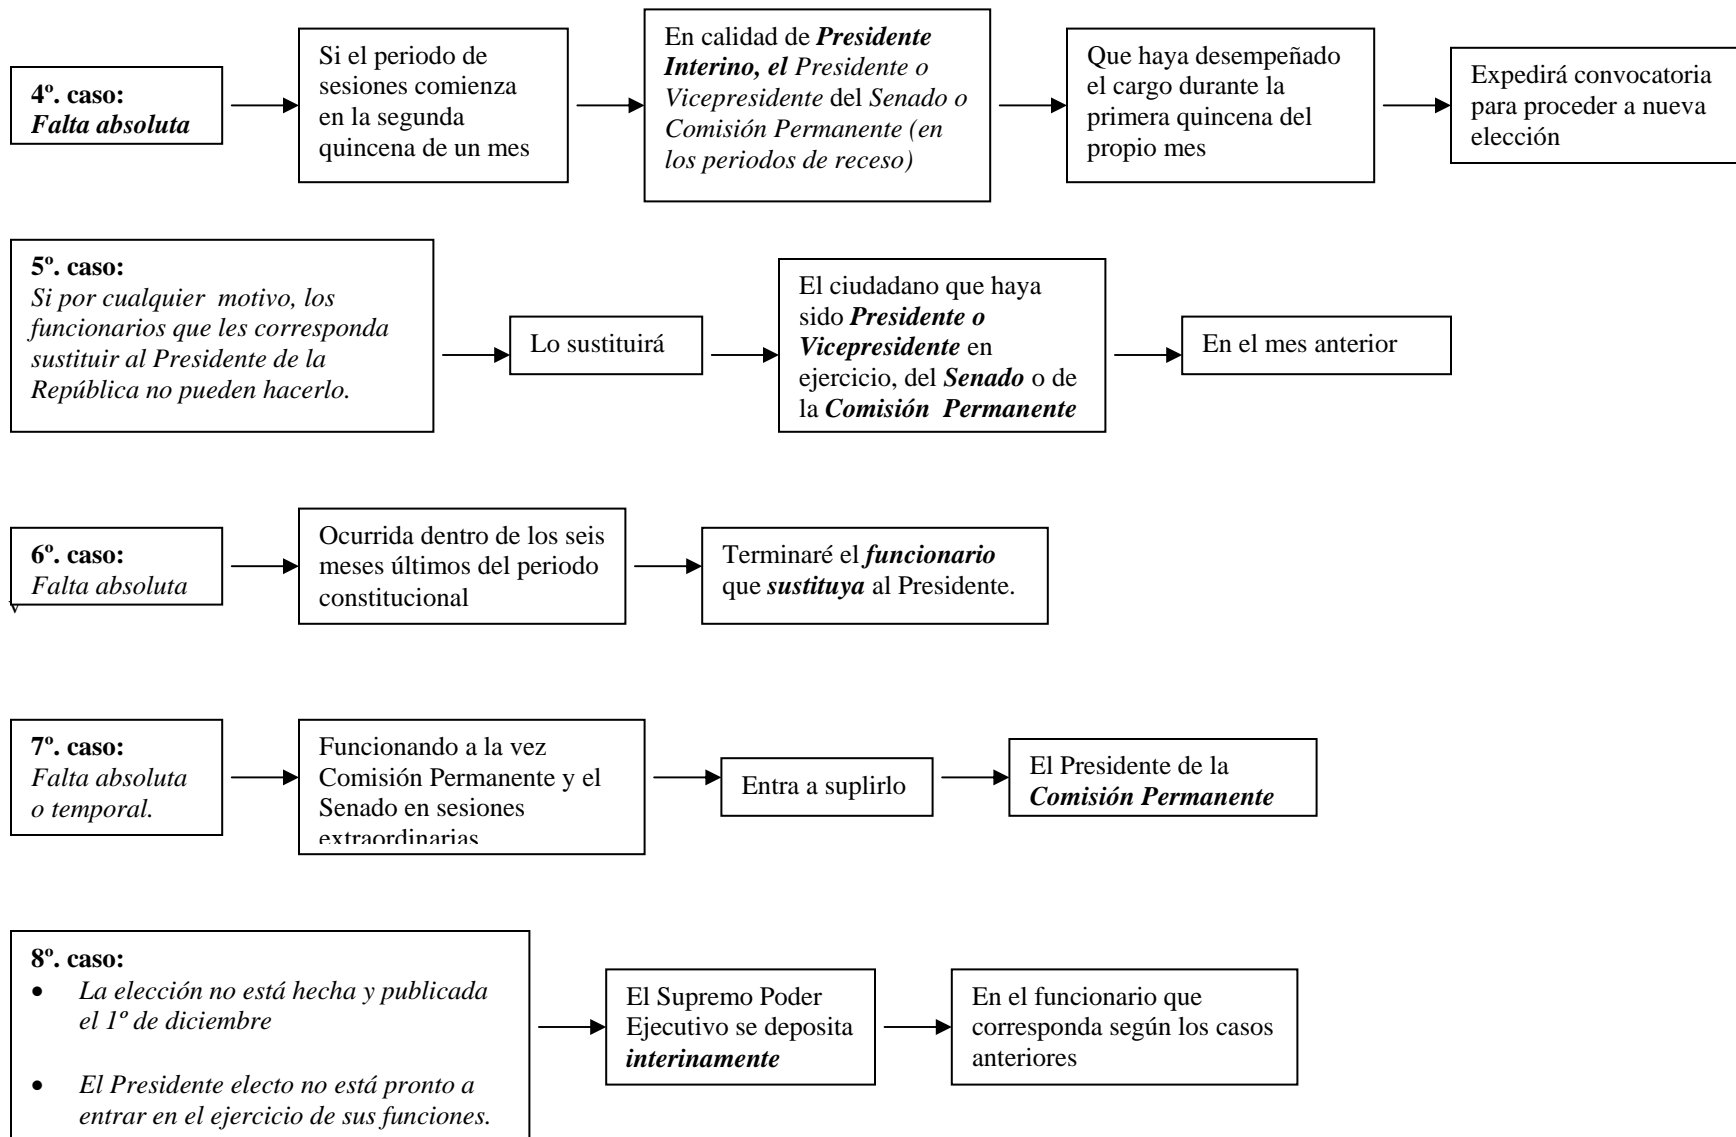 4º. caso:
Falta absoluta
Si el periodo de
sesiones comienza
en la segunda
quincena de un mes
En calidad de Presidente
Interino, el Presidente o
Vicepresidente del Senado o
Comisión Permanente (en
los periodos de receso)
Que haya desempeñado
el cargo durante la
primera quincena del
propio mes
Expedirá convocatoria
para proceder a nueva
elección
5º. caso:
Si por cualquier motivo, los
funcionarios que les corresponda
sustituir al Presidente de la
República no pueden hacerlo.
Lo sustituirá
El ciudadano que haya
sido Presidente o
Vicepresidente en
ejercicio, del Senado o de
la Comisión Permanente
En el mes anterior
6º. caso:
Falta absoluta
Ocurrida dentro de los seis
meses últimos del periodo
constitucional
Terminaré el funcionario
que sustituya al Presidente.
7º. caso:
Falta absoluta
o temporal.
Funcionando a la vez
Comisión Permanente y el
Senado en sesiones
extraordinarias
Entra a suplirlo
El Presidente de la
Comisión Permanente
8º. caso:
• La elección no está hecha y publicada
el 1º de diciembre
• El Presidente electo no está pronto a
entrar en el ejercicio de sus funciones.
El Supremo Poder
Ejecutivo se deposita
interinamente
En el funcionario que
corresponda según los casos
anteriores